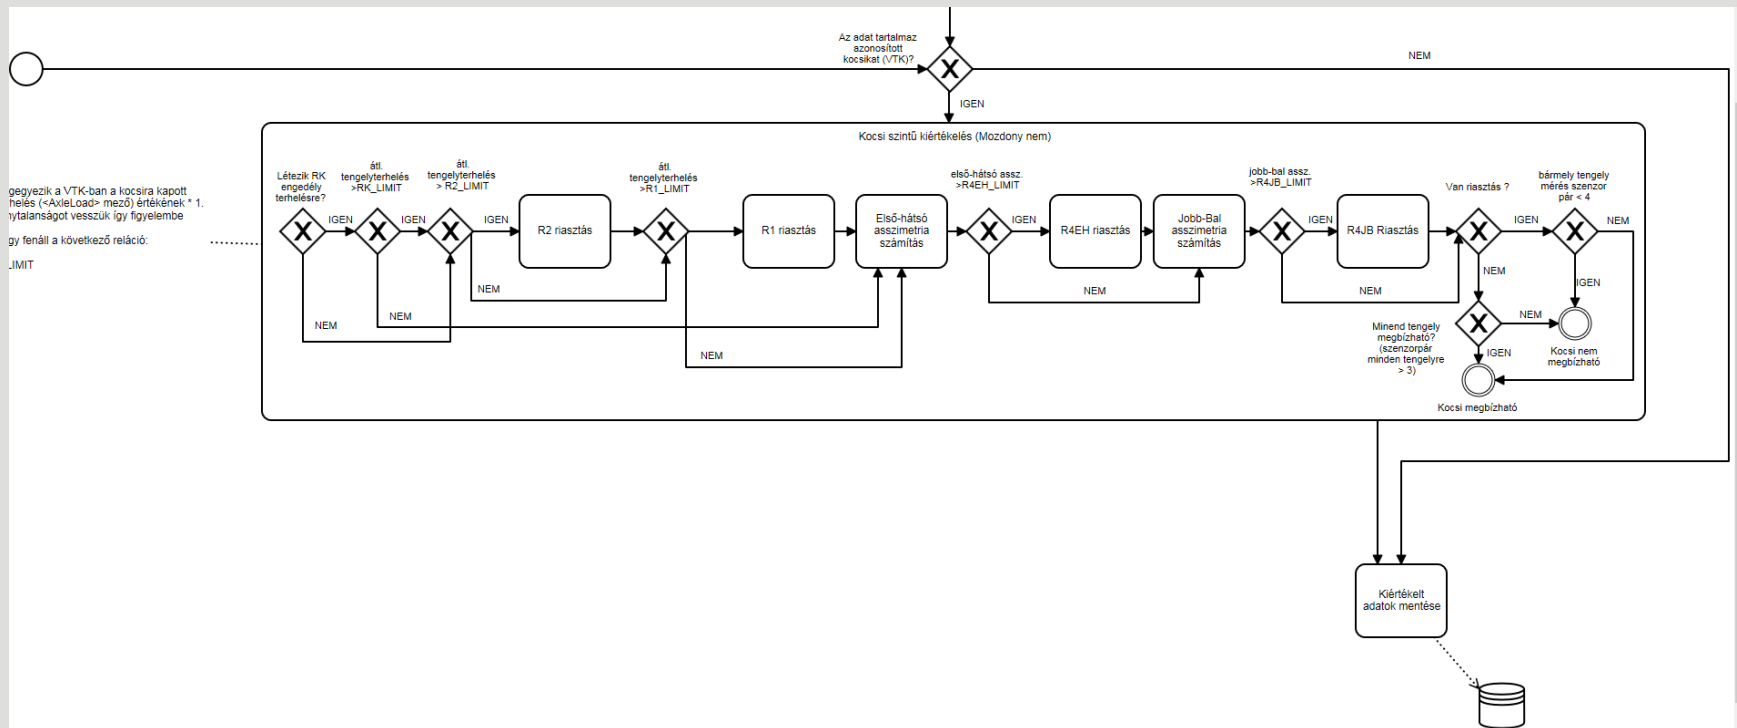 Az adat tartalmaz
azonosított
kocsikat (VTK)?
NEM
IGEN
Kocsi szintű kiértékelés (Mozdony nem)
gegyezik a VTK-ban a kocsira kapott
helés (<AxleLoad> mező) értékének * 1.
nytalanságot vesszük így figyelembe
gy fenáll a következő reláció:
.IMIT
Létezik RK
engedély
terhelésre?
IGEN
NEM
átl.
tengelyterhelés
>RK_LIMIT
IGEN
NEM
átl.
tengelyterhelés
> R2_LIMIT
IGEN
NEM
R2 riasztás
átl.
tengelyterhelés
>R1_LIMIT
NEM
R1 riasztás
Első-hátsó
asszimetria
számítás
első-hátsó assz.
>R4EH_LIMIT
IGEN
NEM
R4EH riasztás
Jobb-Bal
asszimetria
számítás
jobb-bal assz.
>R4JB_LIMIT
IGEN
NEM
R4JB Riasztás
Van riasztás ?
IGEN
NEM
bármely tengely
mérés szenzor
pár < 4
NEM
IGEN
Minend tengely
megbízható?
(szenzorpár
minden tengelyre
> 3)
NEM
IGEN
Kocsi nem
megbízható
Kocsi megbízható
Kiértékelt
adatok mentése